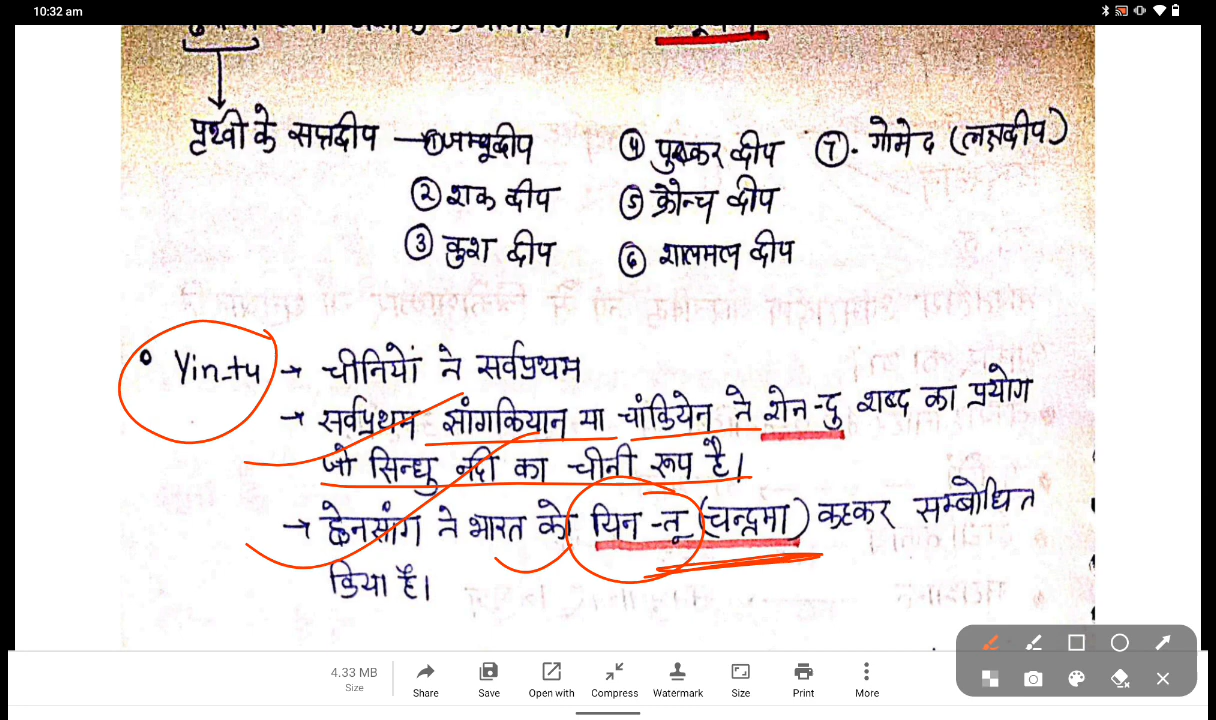 10:32 am
पृथ्वी के सप्तद्वीप → ① जम्बूद्वीप ④ पुष्कर द्वीप ⑦. गोमेद (लक्षद्वीप)
② शक द्वीप ⑤ क्रोन्च द्वीप
③ कुश द्वीप ⑥ शालमल द्वीप
Yin-tu → चीनियों ने सर्वप्रथम
→ सर्वप्रथम सांगकियान या चांकियेन ने शेन-दु शब्द का प्रयोग
जो सिन्धु नदी का चीनी रूप है।
→ ह्वेनसांग ने भारत को यिन-तू (चन्द्रमा) कहकर सम्बोधित
किया है।
4.33 MB
Size
Share Save Open with Compress Watermark Size Print More